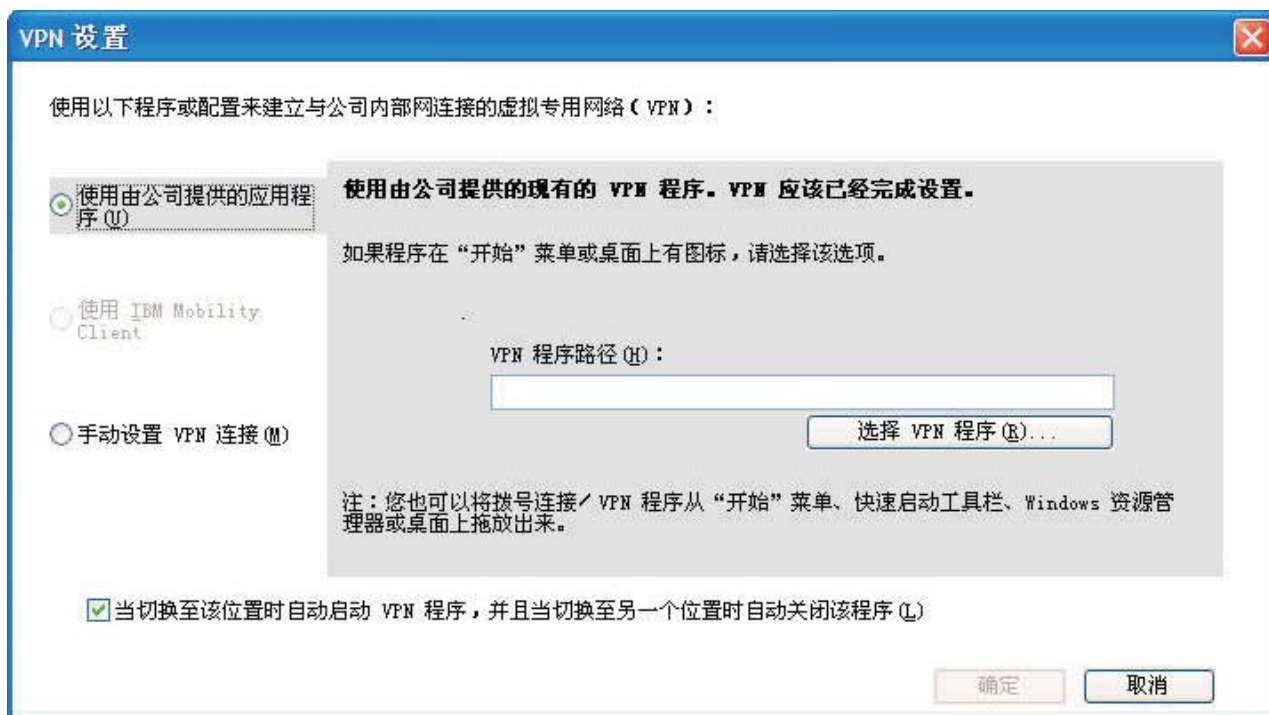 VPN 设置
使用以下程序或配置来建立与公司内部网连接的虚拟专用网络(VPN):
使用由公司提供的应用程
序(U)
使用由公司提供的现有的 VPN 程序。VPN 应该已经完成设置。
如果程序在“开始”菜单或桌面上有图标,请选择该选项。
使用 IBM Mobility
Client
VPN 程序路径(H):
手动设置 VPN 连接(M)
选择 VPN 程序(R)...
注:您也可以将拨号连接/VPN 程序从“开始”菜单、快速启动工具栏、Windows 资源管
理器或桌面上拖放出来。
当切换至该位置时自动启动 VPN 程序,并且当切换至另一个位置时自动关闭该程序(L)
确定
取消